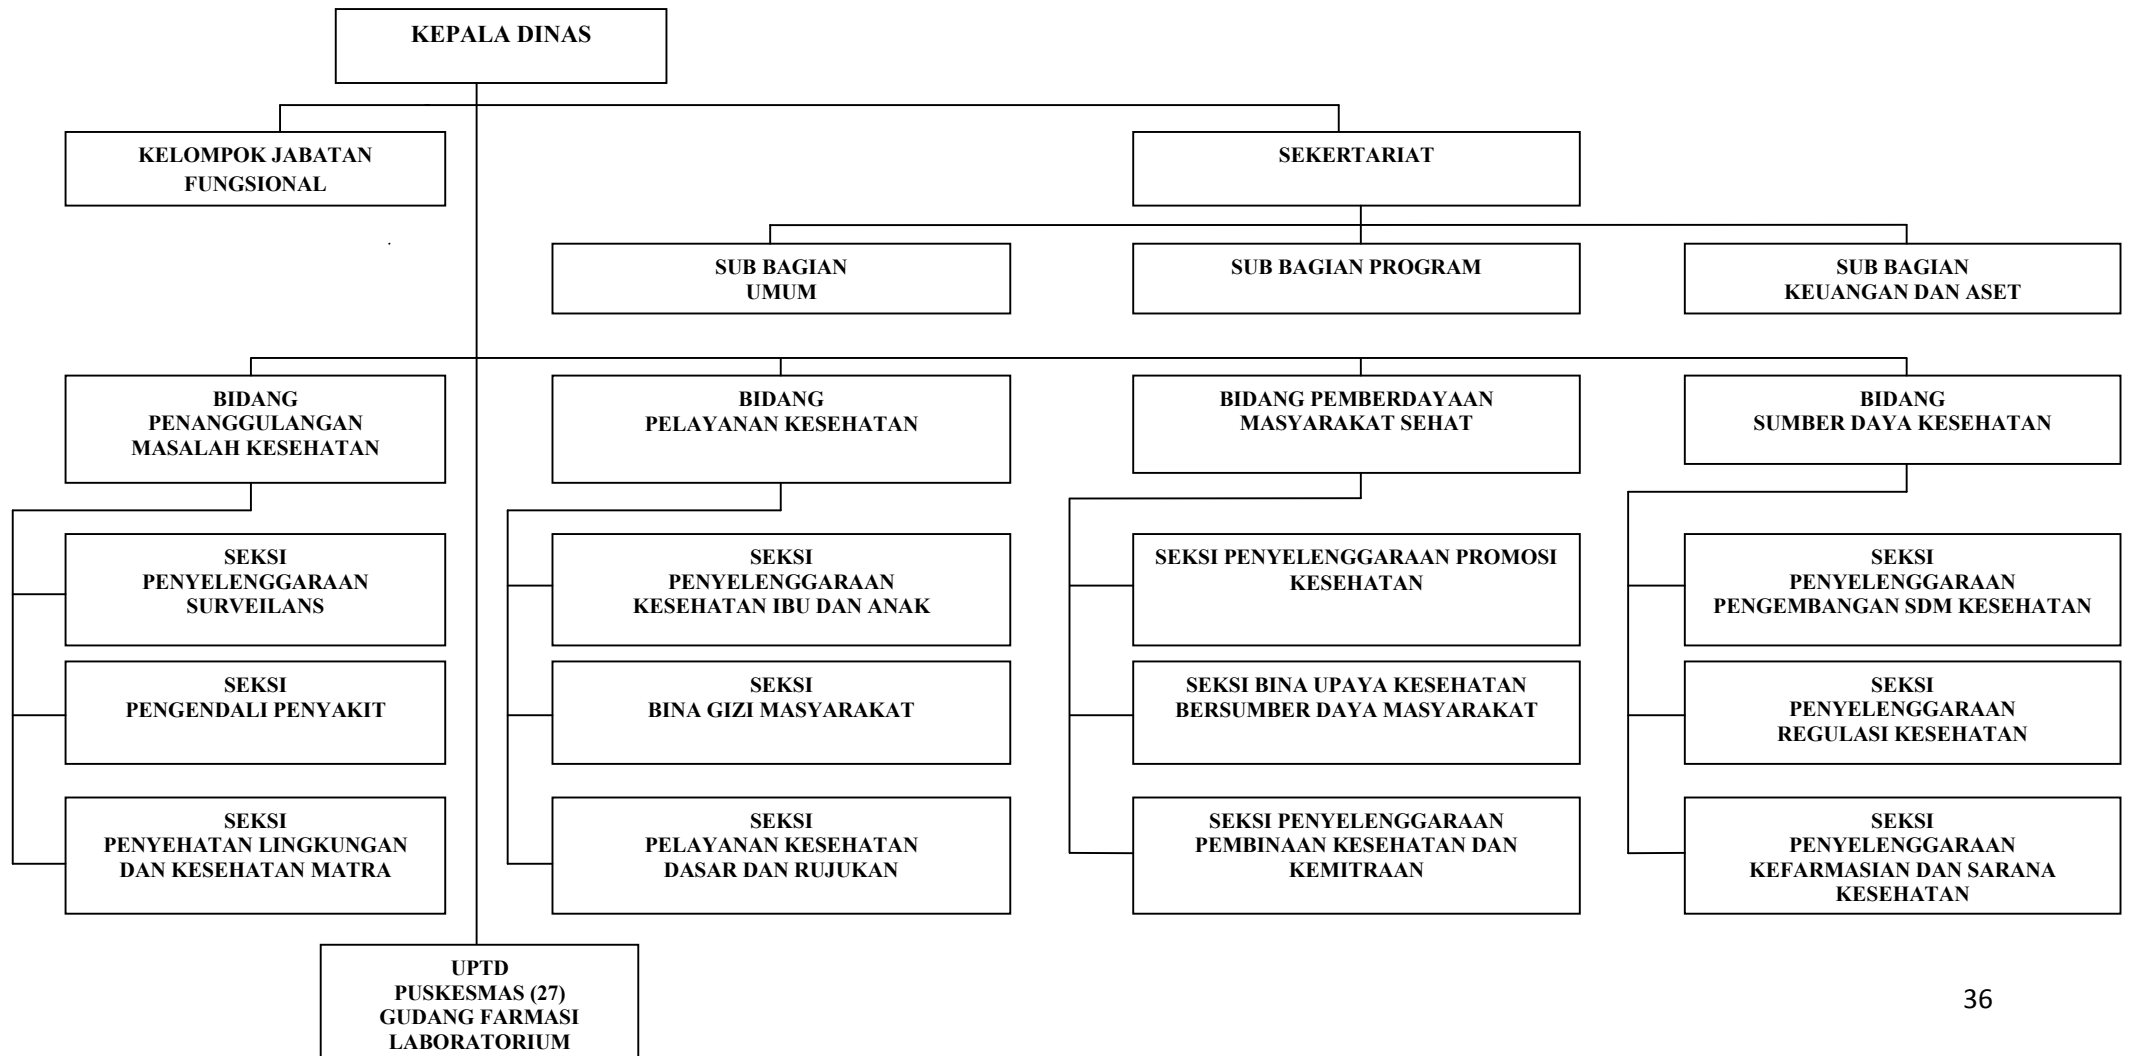 KEPALA DINAS
KELOMPOK JABATAN
FUNGSIONAL
SEKERTARIAT
SUB BAGIAN
UMUM
SUB BAGIAN PROGRAM
SUB BAGIAN
KEUANGAN DAN ASET
BIDANG
PENANGGULANGAN
MASALAH KESEHATAN
BIDANG
PELAYANAN KESEHATAN
BIDANG PEMBERDAYAAN
MASYARAKAT SEHAT
BIDANG
SUMBER DAYA KESEHATAN
SEKSI
PENYELENGGARAAN
SURVEILANS
SEKSI
PENYELENGGARAAN
KESEHATAN IBU DAN ANAK
SEKSI PENYELENGGARAAN PROMOSI
KESEHATAN
SEKSI
PENYELENGGARAAN
PENGEMBANGAN SDM KESEHATAN
SEKSI
PENGENDALI PENYAKIT
SEKSI
BINA GIZI MASYARAKAT
SEKSI BINA UPAYA KESEHATAN
BERSUMBER DAYA MASYARAKAT
SEKSI
PENYELENGGARAAN
REGULASI KESEHATAN
SEKSI
PENYEHATAN LINGKUNGAN
DAN KESEHATAN MATRA
SEKSI
PELAYANAN KESEHATAN
DASAR DAN RUJUKAN
SEKSI PENYELENGGARAAN
PEMBINAAN KESEHATAN DAN
KEMITRAAN
SEKSI
PENYELENGGARAAN
KEFARMASIAN DAN SARANA
KESEHATAN
UPTD
PUSKESMAS (27)
GUDANG FARMASI
LABORATORIUM
36